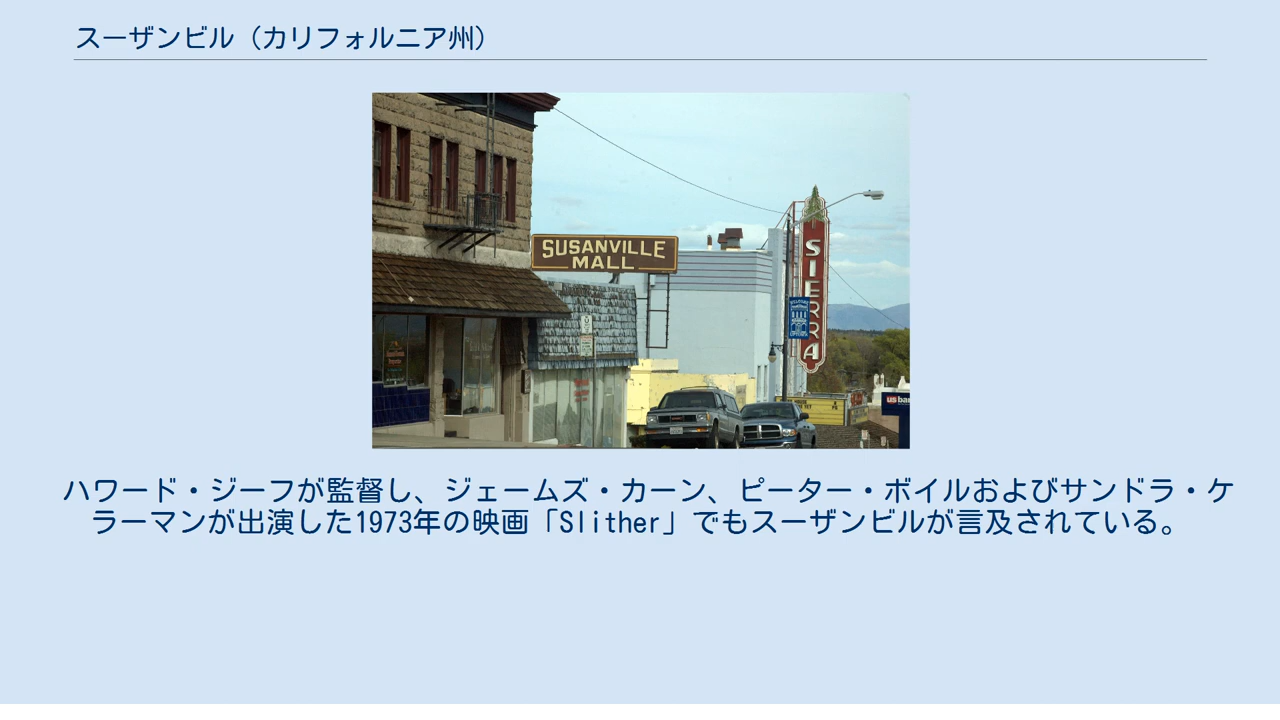 スーザンビル（カリフォルニア州）
SUSANVILLE
MALL
SIERRA
us ban
ハワード・ジーフが監督し、ジェームズ・カーン、ピーター・ボイルおよびサンドラ・ケ
ラーマンが出演した1973年の映画「Slither」でもスーザンビルが言及されている。